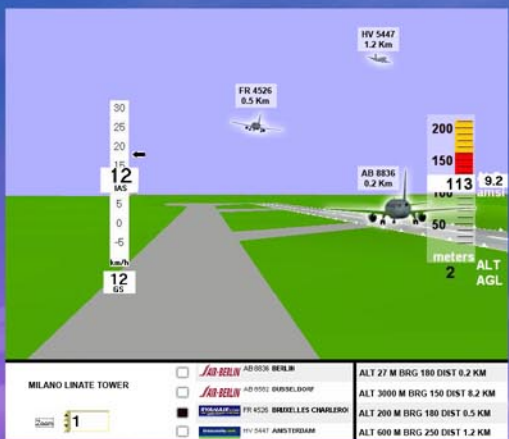 HV 5447
1.2 Km
FR 4526
0.5 Km
AB 8836
0.2 Km
30
25
20
15
12
IAS
5
0
-5
km/h
12
GS
200
150
113
9.2
100
amsl
50
meters
2
ALT
AGL
MILANO LINATE TOWER
Zoom
1
AIR-BERLIN AB 8836 BERLIN
AIR-BERLIN DUSSELDORF
RYANAIR FR 4526 BRUXELLES CHARLEROI
HV 5447 AMSTERDAM
ALT 27 M BRG 180 DIST 0.2 KM
ALT 3000 M BRG 150 DIST 8.2 KM
ALT 200 M BRG 180 DIST 0.5 KM
ALT 600 M BRG 250 DIST 1.2 KM